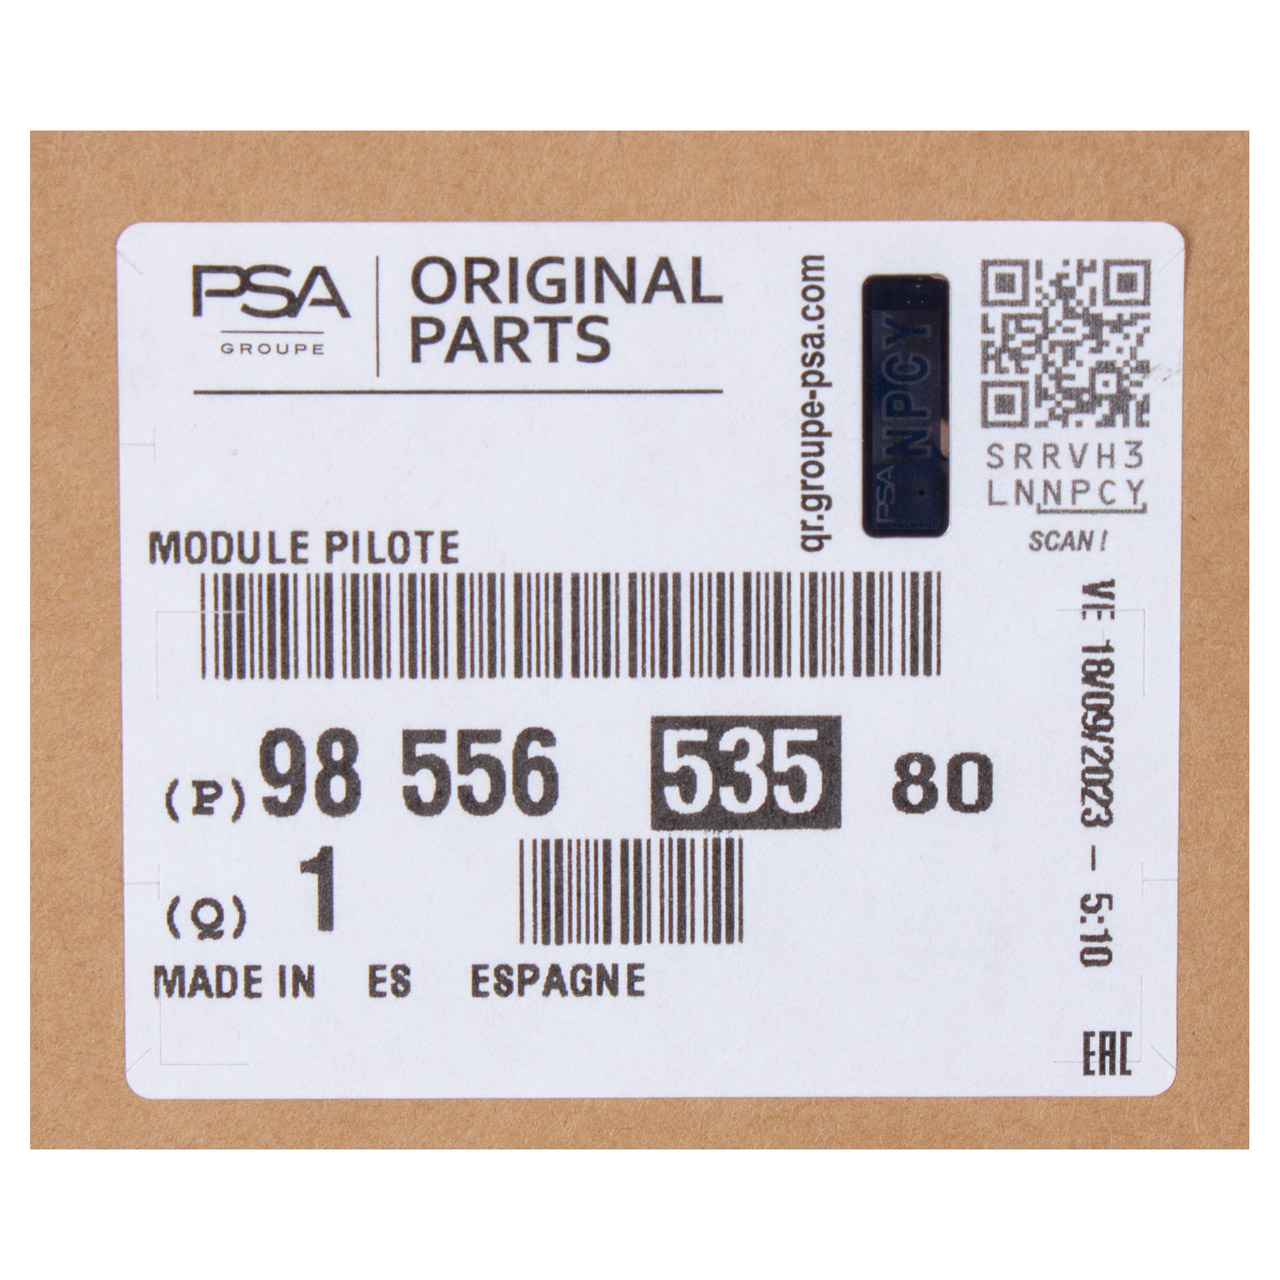 PSA
GROUPE
ORIGINAL
PARTS
qr.groupe-psa.com
PSA NPCY
SRRVH3
LNNPCY
SCAN!
MODULE PILOTE
(P) 98 556 535 80
(Q) 1
MADE IN ES ESPAGNE
VE 18/09/2023 - 5:10
EAC